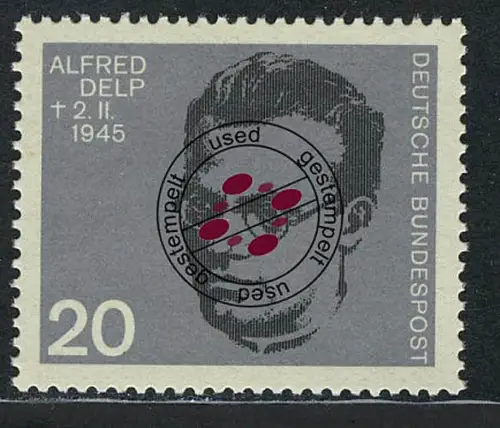 ALFRED
DELP
† 2. II.
1945
DEUTSCHE BUNDESPOST
used
gestempelt
used
gestempelt
20